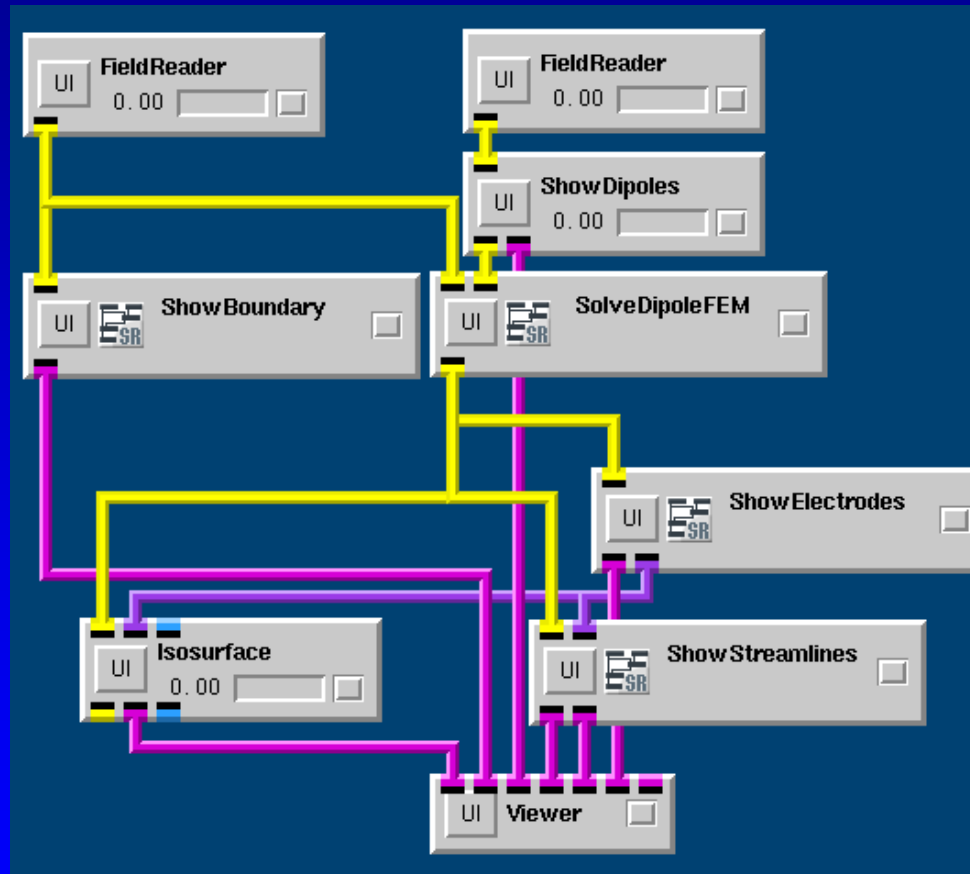 FieldReader
UI
0.00
FieldReader
UI
0.00
ShowDipoles
UI
0.00
ShowBoundary
UI
SR
SolveDipoleFEM
UI
SR
ShowElectrodes
UI
SR
Isosurface
UI
0.00
ShowStreamlines
UI
SR
UI
Viewer